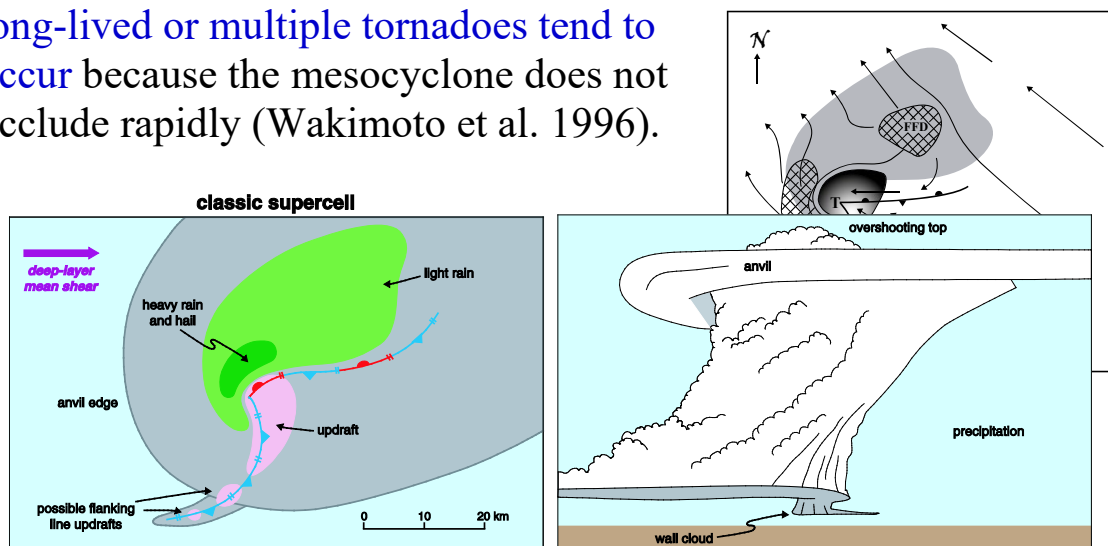 ong-lived or multiple tornadoes tend to
ccur because the mesocyclone does not
cclude rapidly (Wakimoto et al. 1996).
N
FFD
T
classic supercell
deep-layer
mean shear
heavy rain
and hail
light rain
anvil edge
updraft
possible flanking
line updrafts
0 10 20 km
overshooting top
anvil
precipitation
wall cloud